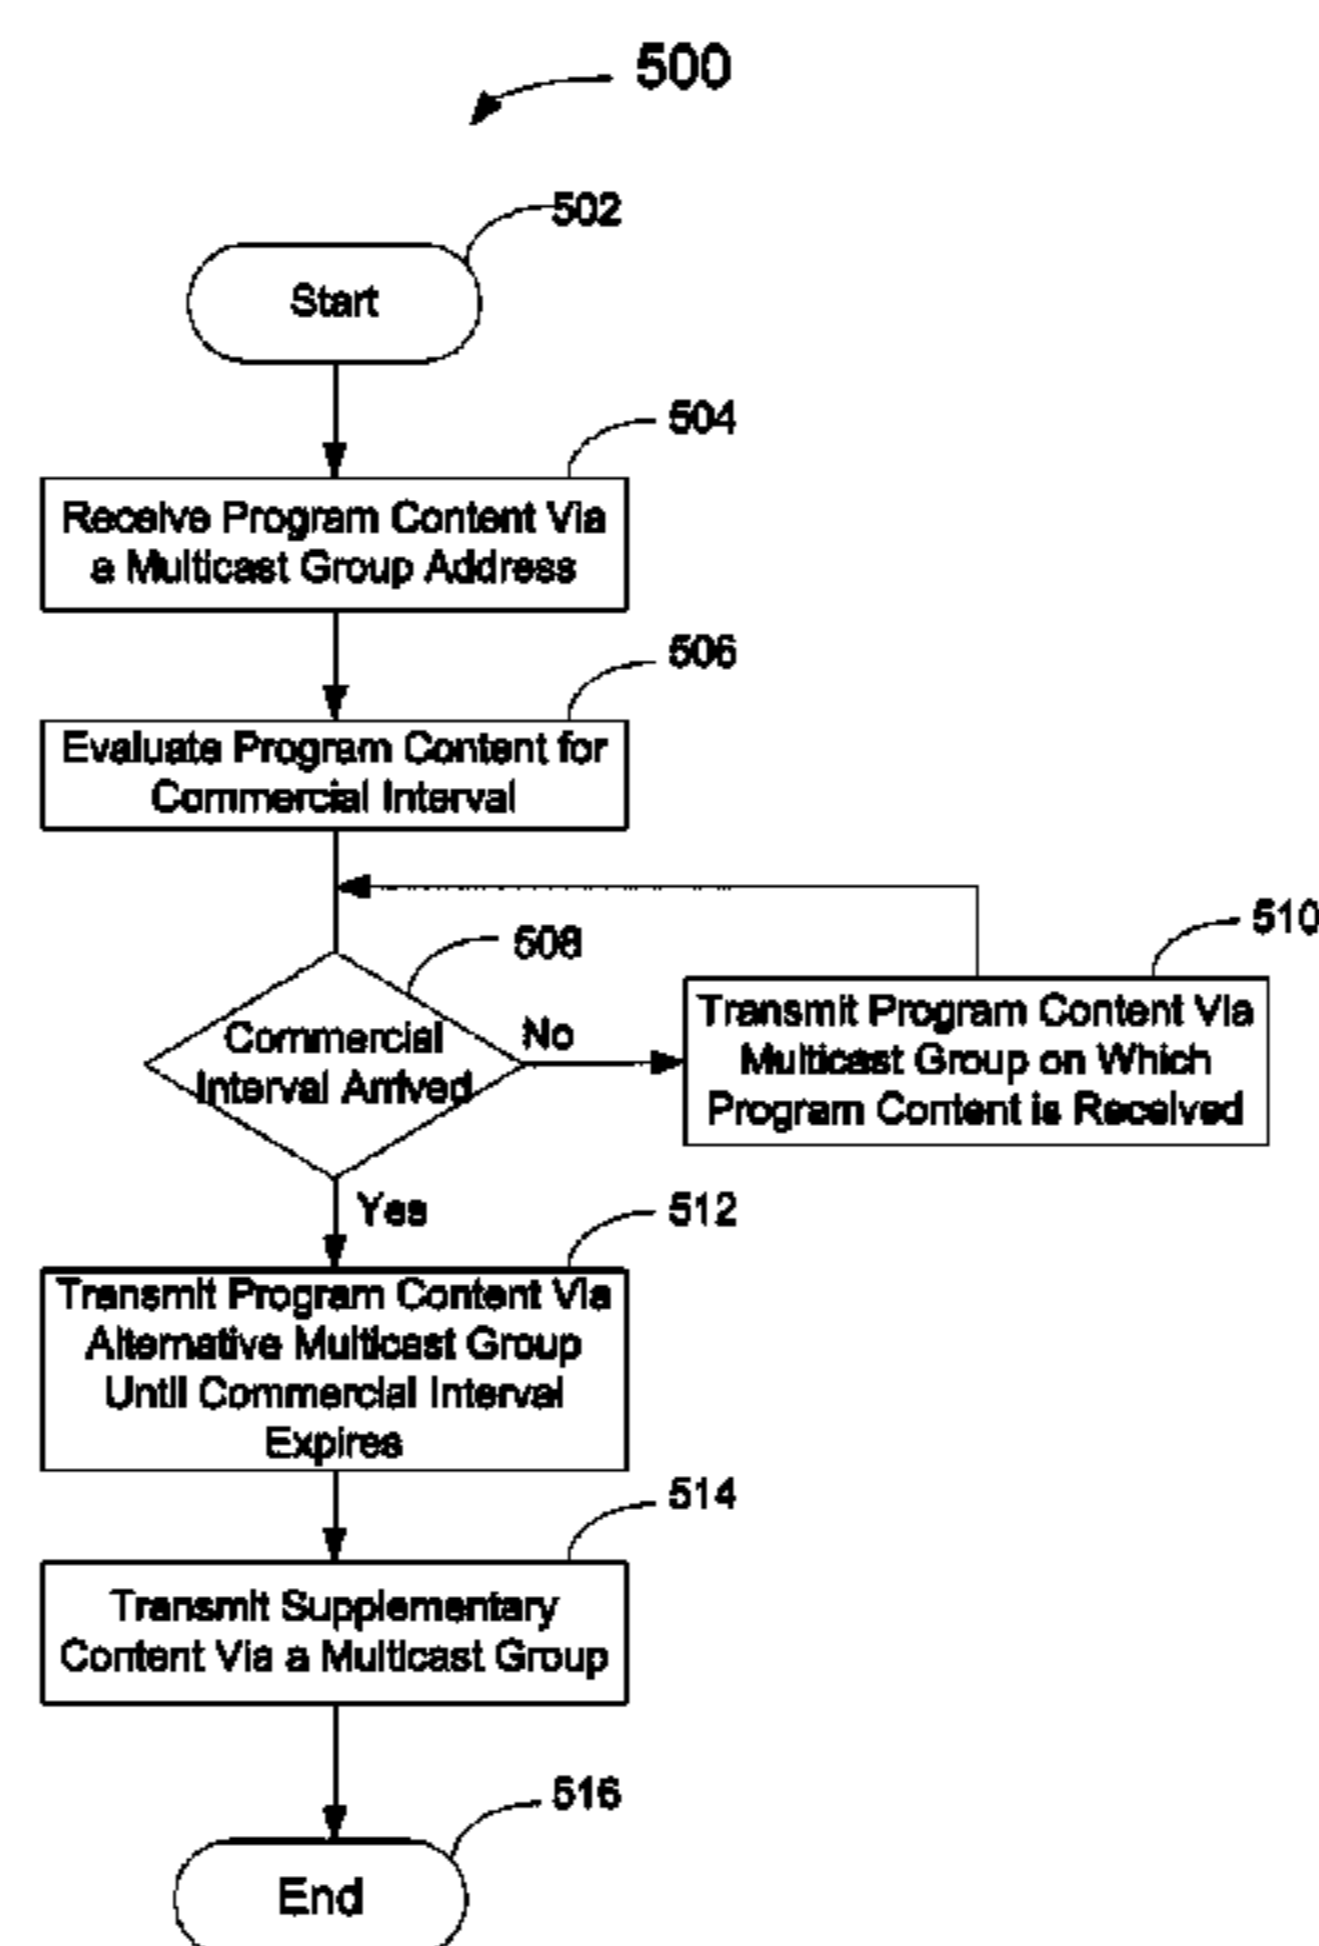 500
502
Start
504
Receive Program Content Via
a Multicast Group Address
506
Evaluate Program Content for
Commercial Interval
508
Commercial
Interval Arrived
No
510
Transmit Program Content Via
Multicast Group on Which
Program Content is Received
Yes
512
Transmit Program Content Via
Alternative Multicast Group
Until Commercial Interval
Expires
514
Transmit Supplementary
Content Via a Multicast Group
516
End